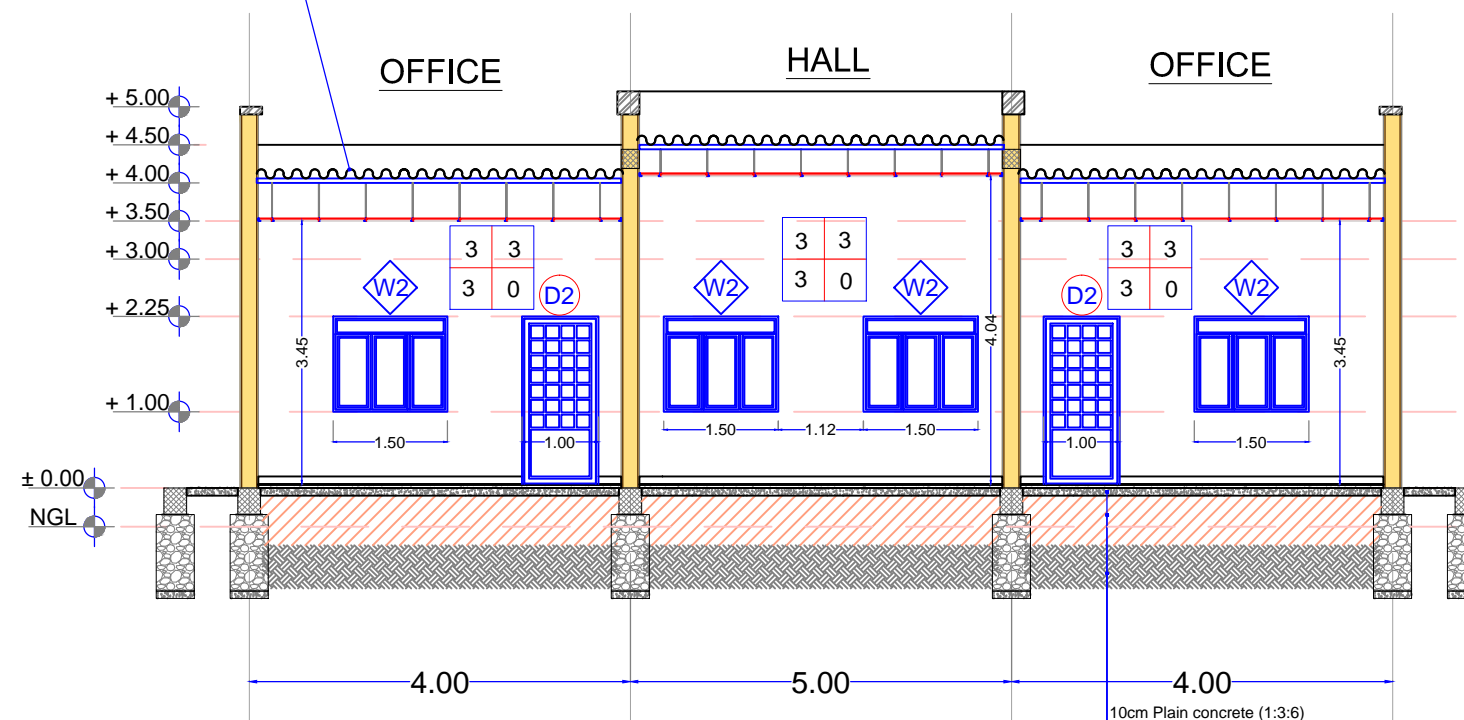 OFFICE
HALL
OFFICE
+ 5.00
+ 4.50
+ 4.00
+ 3.50
+ 3.00
+ 2.25
+ 1.00
± 0.00
NGL
3 3
3 0
W2
D2
3.45
1.50
1.00
3 3
3 0
W2
W2
4.04
1.50
1.12
1.50
3 3
3 0
D2
W2
3.45
1.00
1.50
4.00
5.00
4.00
10cm Plain concrete (1:3:6)